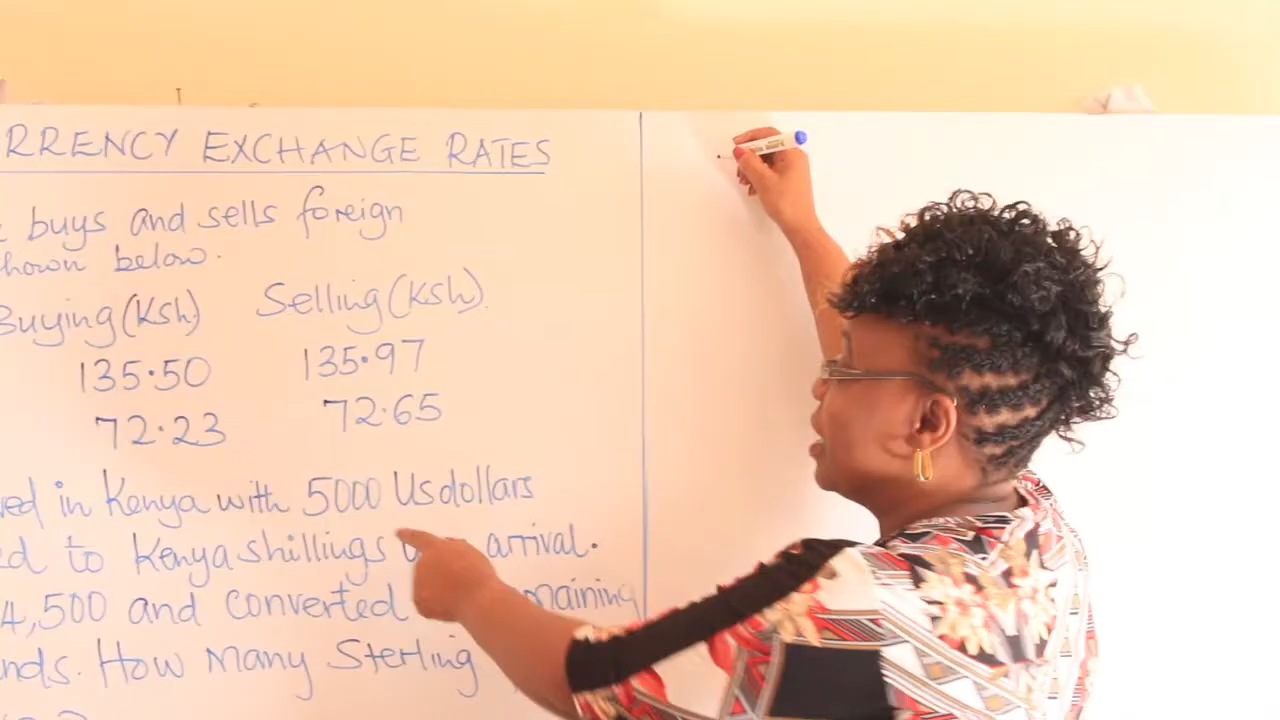 RRENCY EXCHANGE RATES
buys and sells foreign
hown below.
Buying (Ksh) Selling (Ksh).
135.50 135.97
72.23 72.65
ed in Kenya with 5000 US dollars
ed to Kenya shillings arrival.
4,500 and converted maining
nds. How Many Sterling